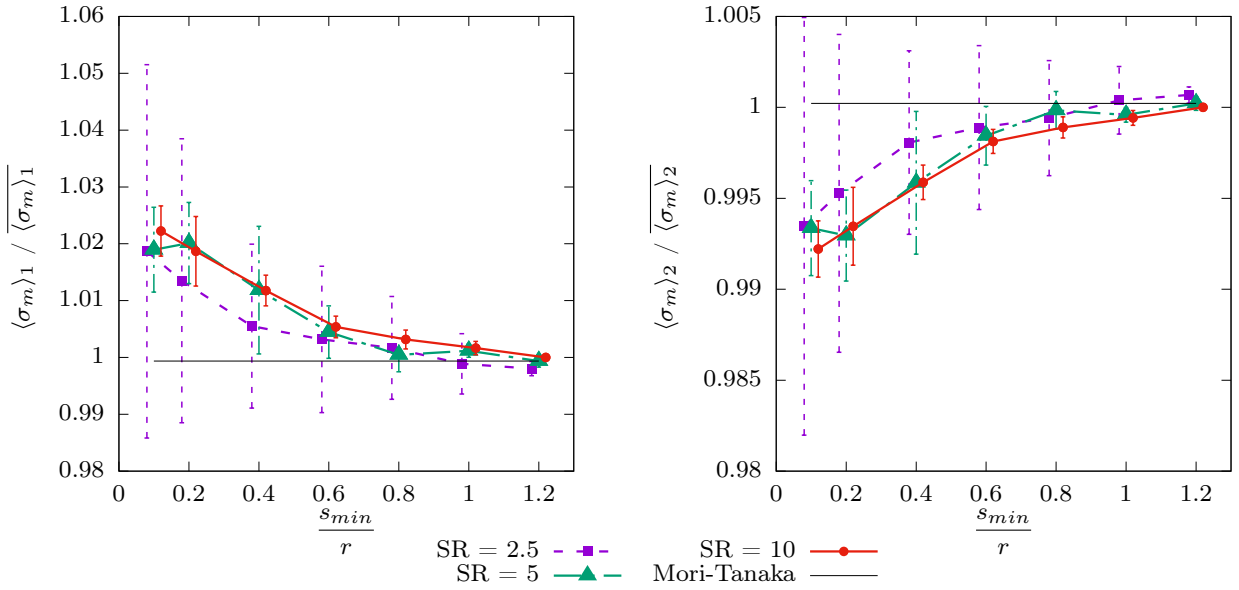 1.06
1.05
1.04
1.03
1.02
1.01
1
0.99
0.98
0
0.2
0.4
0.6
0.8
1
1.2
⟨σm⟩1 / ⟨σm⟩1
smin
r
1.005
1
0.995
0.99
0.985
0.98
0
0.2
0.4
0.6
0.8
1
1.2
⟨σm⟩2 / ⟨σm⟩2
smin
r
SR = 2.5
SR = 5
SR = 10
Mori-Tanaka